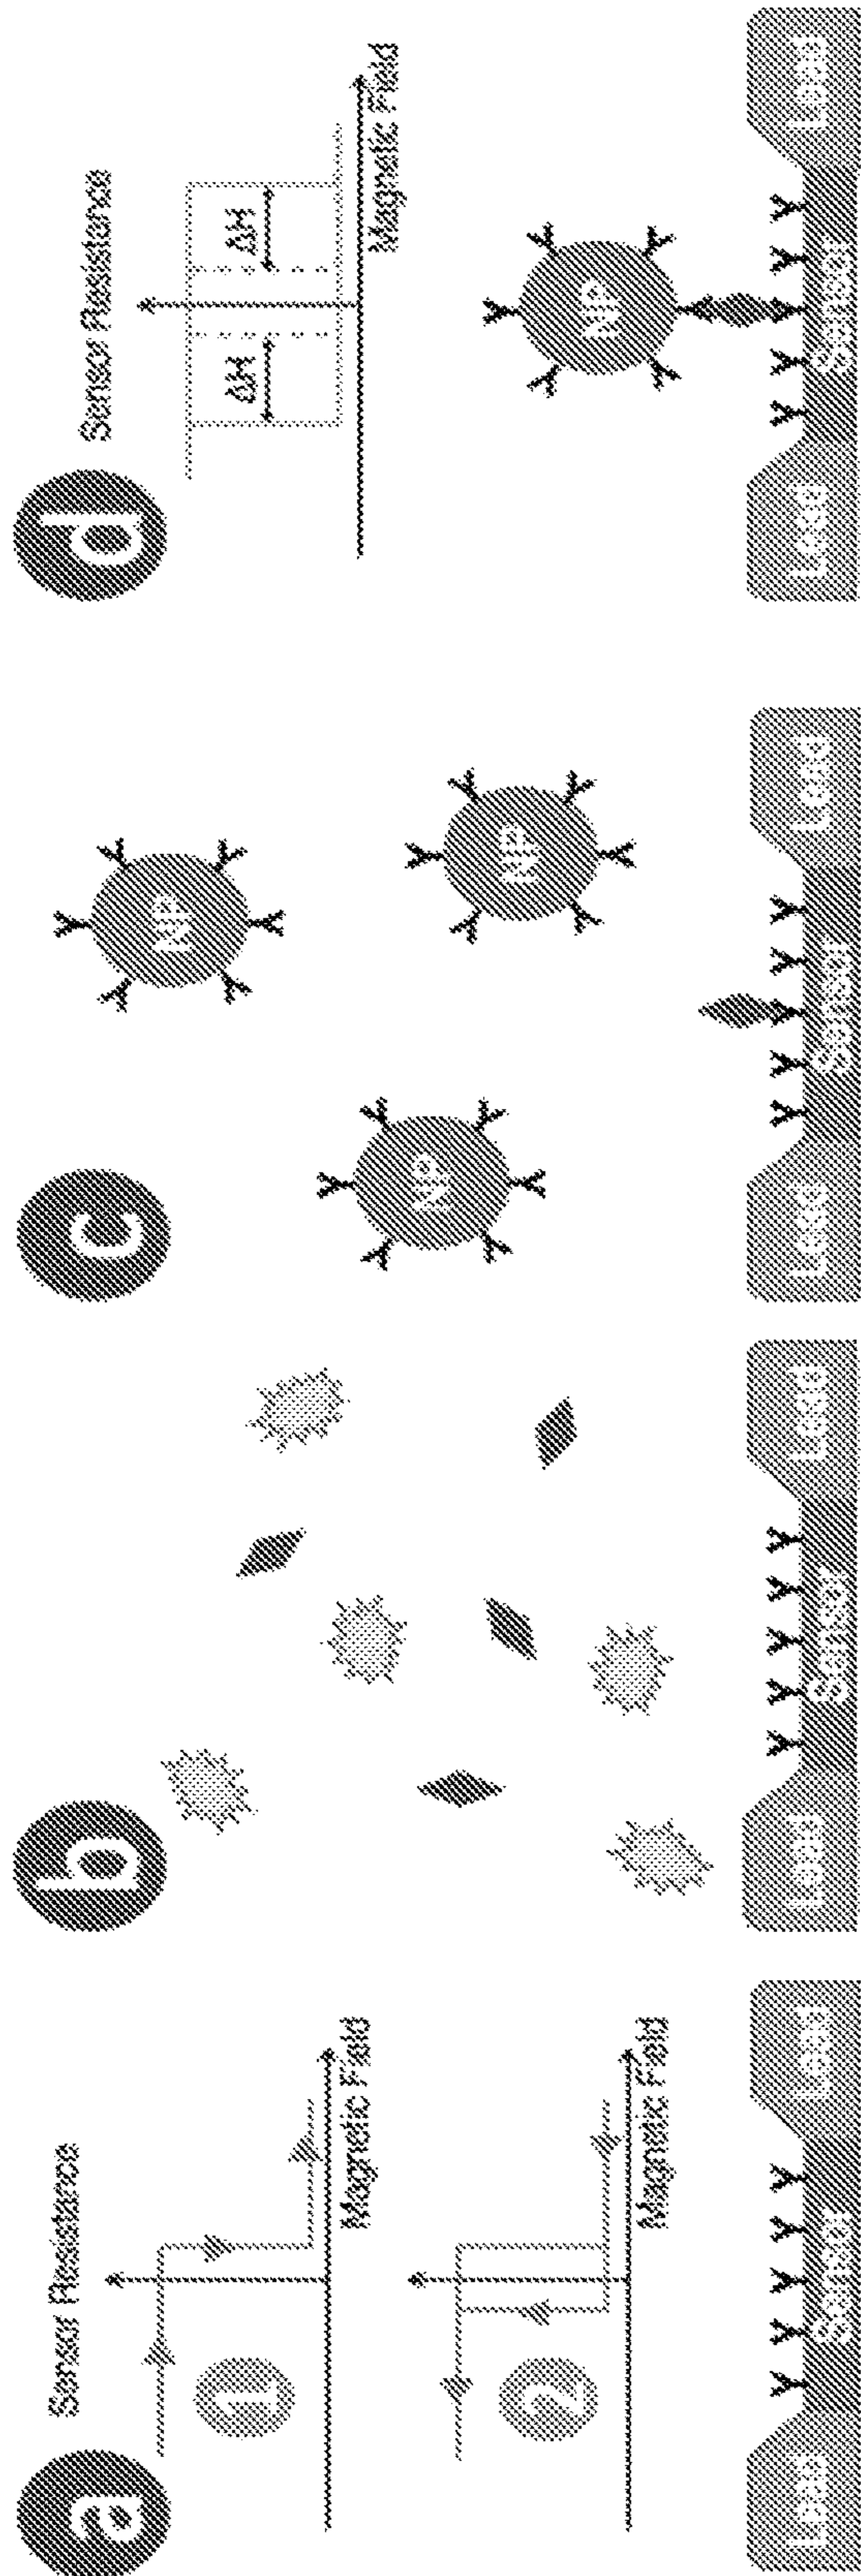 a
Sensor Resistance
1
Magnetic Field
2
Magnetic Field
Lead
Sensor
Lead
b
Lead
Sensor
Lead
c
NP
NP
NP
Lead
Sensor
Lead
d
Sensor Resistance
ΔH
ΔH
Magnetic Field
NP
Lead
Sensor
Lead